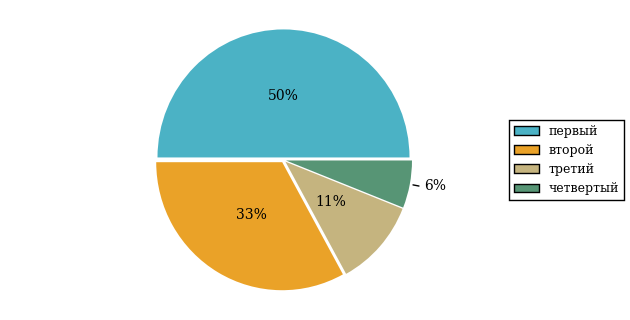 50%
33%
11%
6%
первый
второй
третий
четвертый